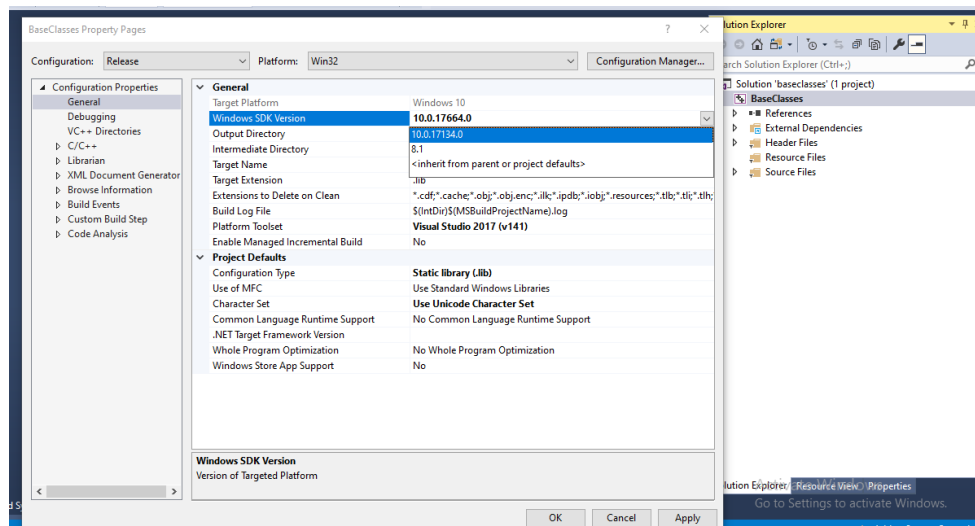 BaseClasses Property Pages
?
Configuration: Release Platform: Win32 Configuration Manager...
Configuration Properties
General
Debugging
VC++ Directories
C/C++
Librarian
XML Document Generator
Browse Information
Build Events
Custom Build Step
Code Analysis
General
Target Platform Windows 10
Windows SDK Version 10.0.17664.0
Output Directory 10.0.17134.0
Intermediate Directory 8.1
Target Name <inherit from parent or project defaults>
Target Extension .lib
Extensions to Delete on Clean *.cdf;*.cache;*.obj;*.obj.enc;*.ilk;*.ipdb;*.iobj;*.resources;*.tlb;*.tli;*.tlh;
Build Log File $(IntDir)$(MSBuildProjectName).log
Platform Toolset Visual Studio 2017 (v141)
Enable Managed Incremental Build No
Project Defaults
Configuration Type Static library (.lib)
Use of MFC Use Standard Windows Libraries
Character Set Use Unicode Character Set
Common Language Runtime Support No Common Language Runtime Support
.NET Target Framework Version
Whole Program Optimization No Whole Program Optimization
Windows Store App Support No
Windows SDK Version
Version of Targeted Platform
OK Cancel Apply
lution Explorer
arch Solution Explorer (Ctrl+;)
Solution 'baseclasses' (1 project)
BaseClasses
References
External Dependencies
Header Files
Resource Files
Source Files
lution Explorer Resource View Properties
Activate Windows
Go to Settings to activate Windows.